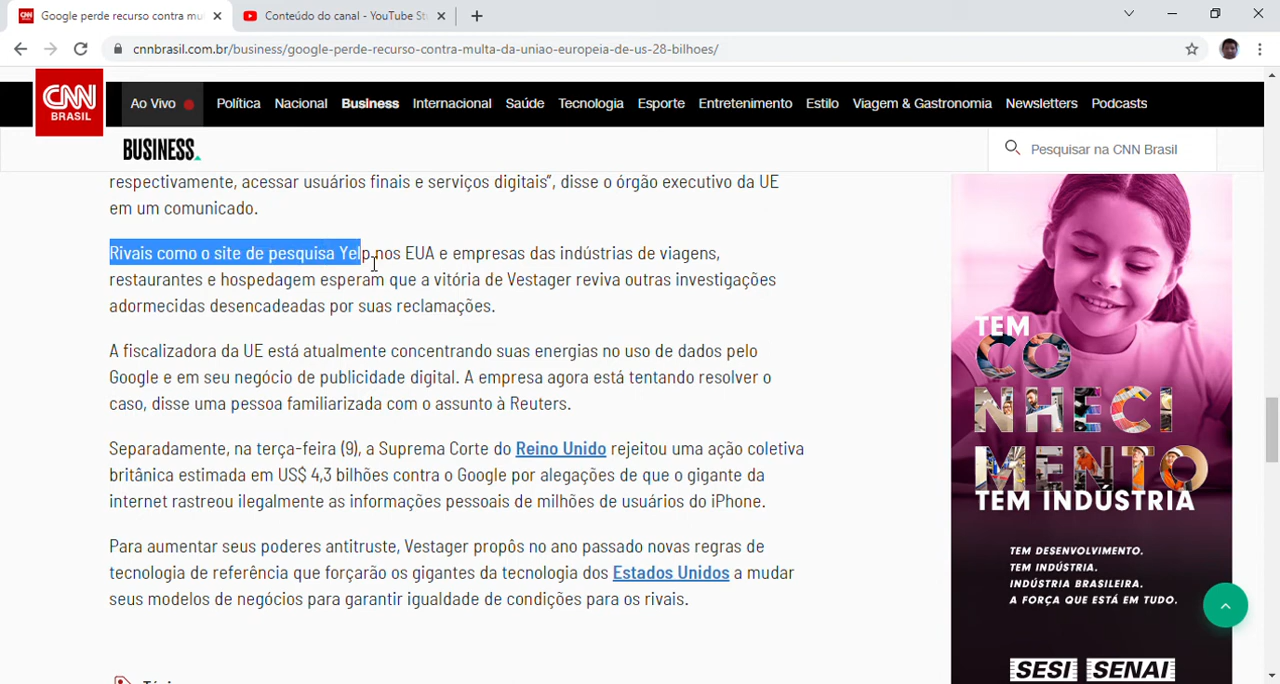 Google perde recurso contra mu
Conteúdo do canal - YouTube St
cnnbrasil.com.br/business/google-perde-recurso-contra-multa-da-uniao-europeia-de-us-28-bilhoes/
CNN
BRASIL
Ao Vivo Política Nacional Business Internacional Saúde Tecnologia Esporte Entretenimento Estilo Viagem & Gastronomia Newsletters Podcasts
BUSINESS
Pesquisar na CNN Brasil
respectivamente, acessar usuários finais e serviços digitais”, disse o órgão executivo da UE
em um comunicado.
Rivais como o site de pesquisa Yelp nos EUA e empresas das indústrias de viagens,
restaurantes e hospedagem esperam que a vitória de Vestager reviva outras investigações
adormecidas desencadeadas por suas reclamações.
A fiscalizadora da UE está atualmente concentrando suas energias no uso de dados pelo
Google e em seu negócio de publicidade digital. A empresa agora está tentando resolver o
caso, disse uma pessoa familiarizada com o assunto à Reuters.
Separadamente, na terça-feira (9), a Suprema Corte do Reino Unido rejeitou uma ação coletiva
britânica estimada em US$ 4,3 bilhões contra o Google por alegações de que o gigante da
internet rastreou ilegalmente as informações pessoais de milhões de usuários do iPhone.
Para aumentar seus poderes antitruste, Vestager propôs no ano passado novas regras de
tecnologia de referência que forçarão os gigantes da tecnologia dos Estados Unidos a mudar
seus modelos de negócios para garantir igualdade de condições para os rivais.
TEM
CO
NHECI
MENTO
TEM INDÚSTRIA
TEM DESENVOLVIMENTO.
TEM INDÚSTRIA.
INDÚSTRIA BRASILEIRA.
A FORÇA QUE ESTÁ EM TUDO.
SESI SENAI